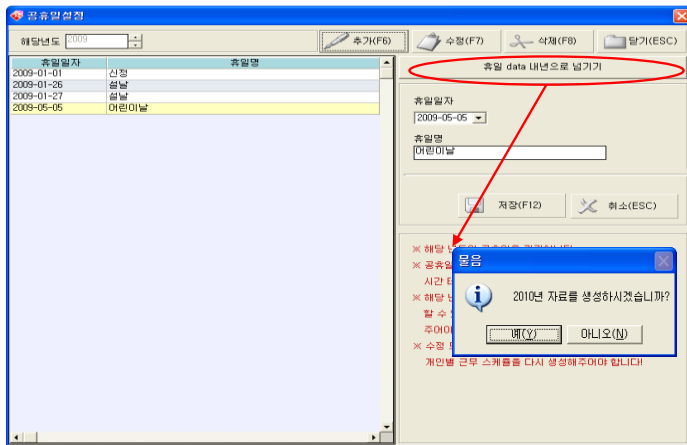 공휴일설정
해당년도 2009 추가(F6) 수정(F7) 삭제(F8) 닫기(ESC)
휴일일자 휴일명
2009-01-01 신정
2009-01-26 설날
2009-01-27 설날
2009-05-05 어린이날
휴일 data 내년으로 넘기기
휴일일자
2009-05-05
휴일명
어린이날
저장(F12) 취소(ESC)
※ 해당
※ 공휴일
시간
※ 해당
할 수
주어야
※ 수정
개인별 근무 스케쥴을 다시 생성해주어야 합니다!
물음
2010년 자료를 생성하시겠습니까?
예(Y) 아니오(N)